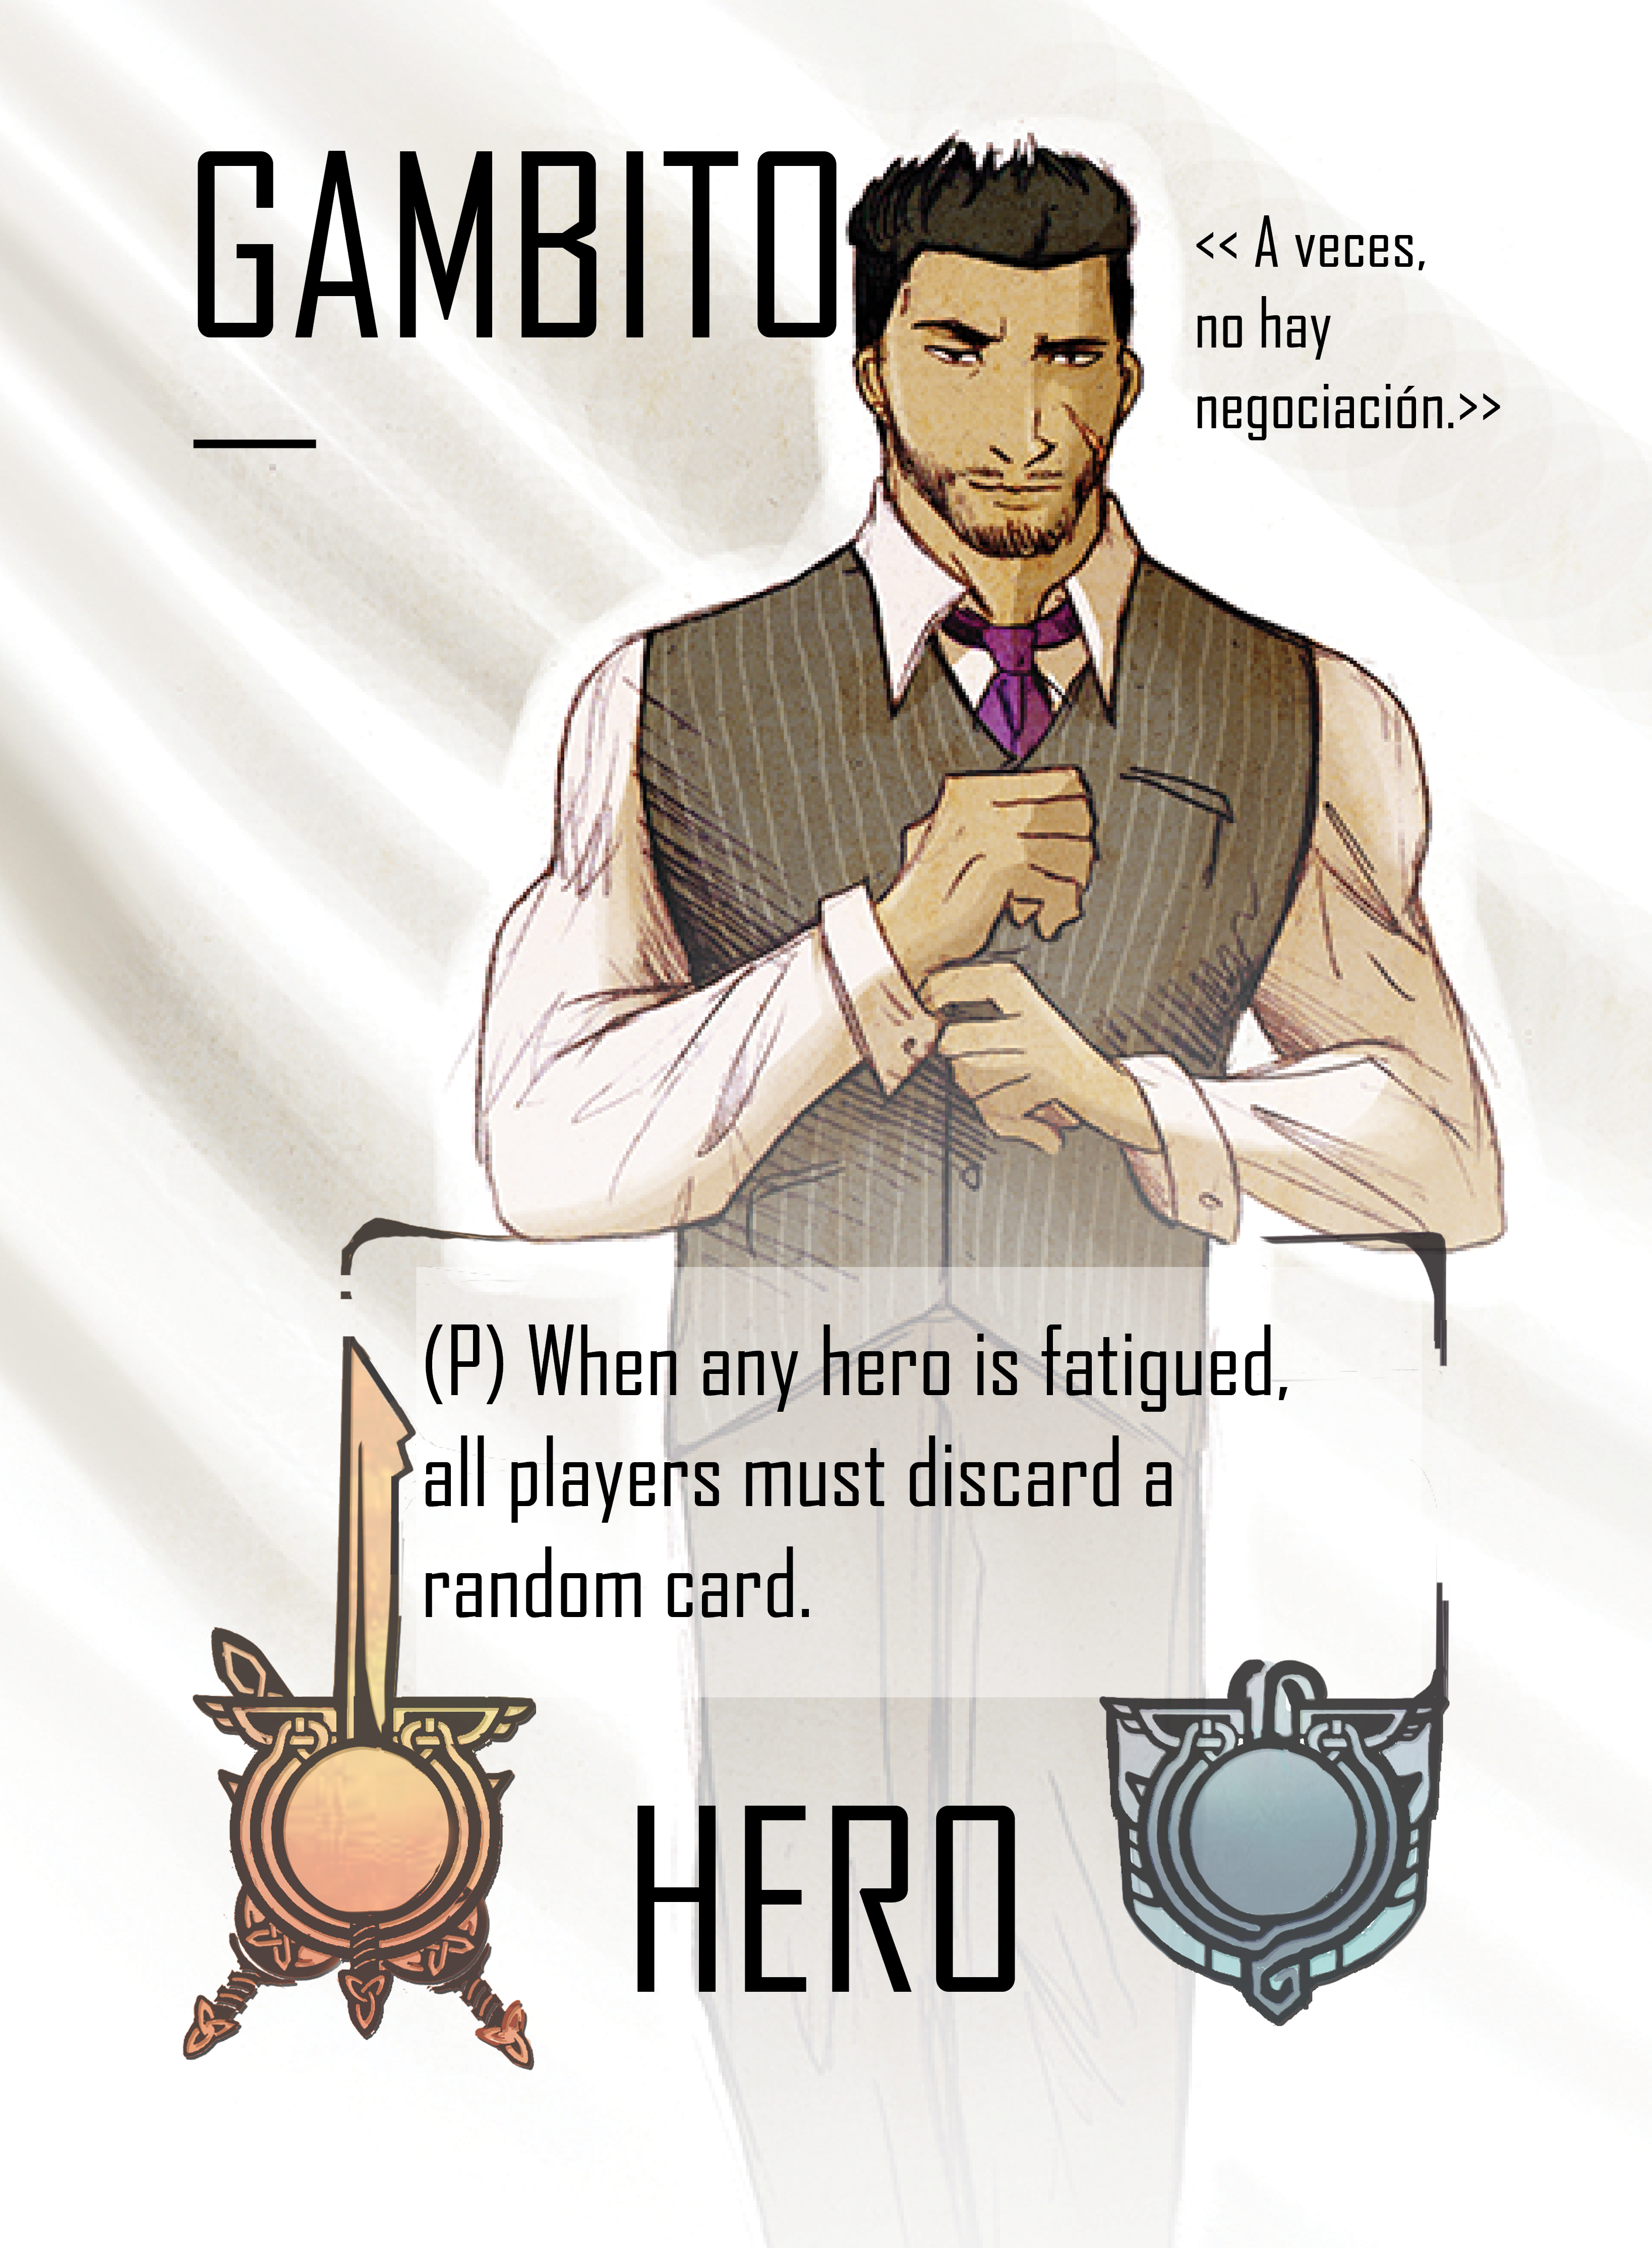 GAMBITO
<< A veces,
no hay
negociación.>>
(P) When any hero is fatigued,
all players must discard a
random card.
HERO